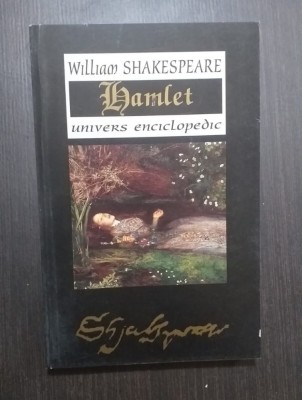 William SHAKESPEARE
Hamlet
univers enciclopedic